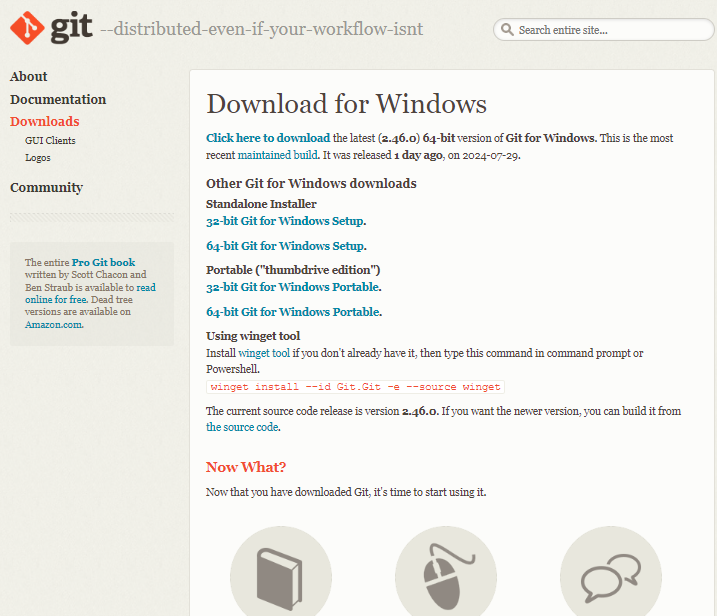 git --distributed-even-if-your-workflow-isnt
Search entire site...
About
Documentation
Downloads
GUI Clients
Logos
Community
The entire Pro Git book
written by Scott Chacon and
Ben Straub is available to read
online for free. Dead tree
versions are available on
Amazon.com.
Download for Windows
Click here to download the latest (2.46.0) 64-bit version of Git for Windows. This is the most
recent maintained build. It was released 1 day ago, on 2024-07-29.
Other Git for Windows downloads
Standalone Installer
32-bit Git for Windows Setup.
64-bit Git for Windows Setup.
Portable ("thumbdrive edition")
32-bit Git for Windows Portable.
64-bit Git for Windows Portable.
Using winget tool
Install winget tool if you don't already have it, then type this command in command prompt or
Powershell.
winget install --id Git.Git -e --source winget
The current source code release is version 2.46.0. If you want the newer version, you can build it from
the source code.
Now What?
Now that you have downloaded Git, it's time to start using it.